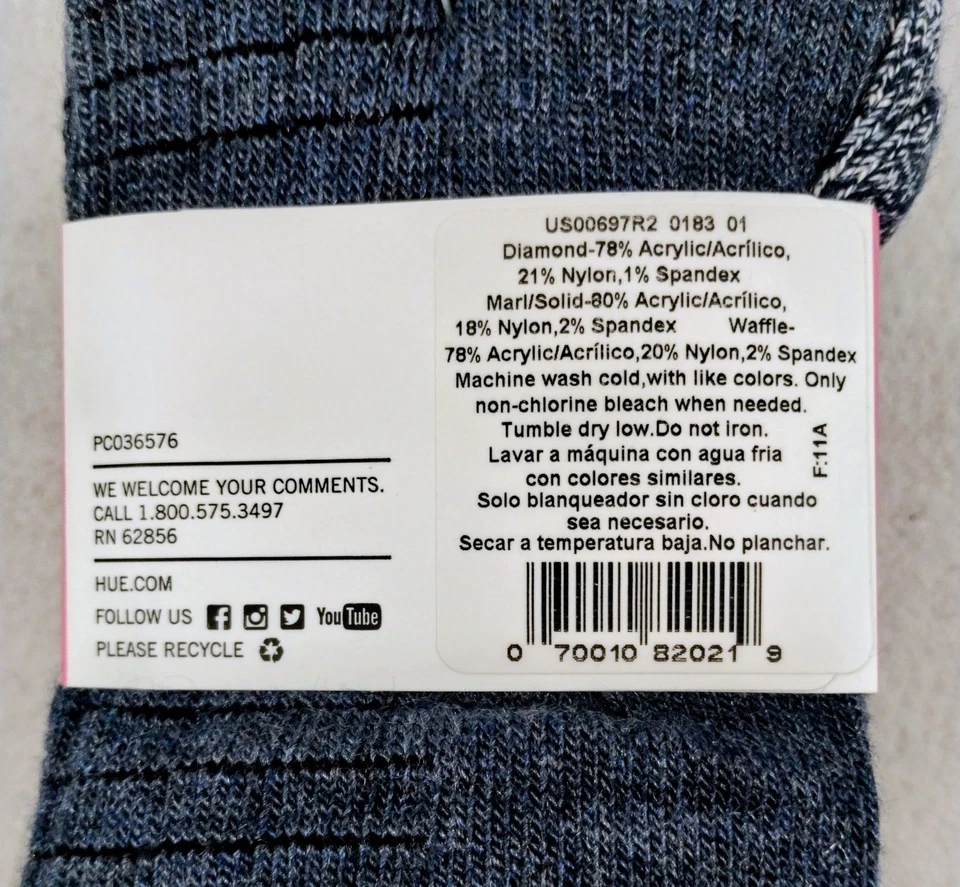 PC036576
WE WELCOME YOUR COMMENTS.
CALL 1.800.575.3497
RN 62856
HUE.COM
FOLLOW US YouTube
PLEASE RECYCLE
US00697R2 0183 01
Diamond-78% Acrylic/Acrílico,
21% Nylon,1% Spandex
Marl/Solid-80% Acrylic/Acrílico,
18% Nylon,2% Spandex Waffle-
78% Acrylic/Acrílico,20% Nylon,2% Spandex
Machine wash cold,with like colors. Only
non-chlorine bleach when needed.
Tumble dry low.Do not iron.
Lavar a máquina con agua fria
con colores similares.
Solo blanqueador sin cloro cuando
sea necesario.
Secar a temperatura baja.No planchar.
F:11A
0 70010 82021 9